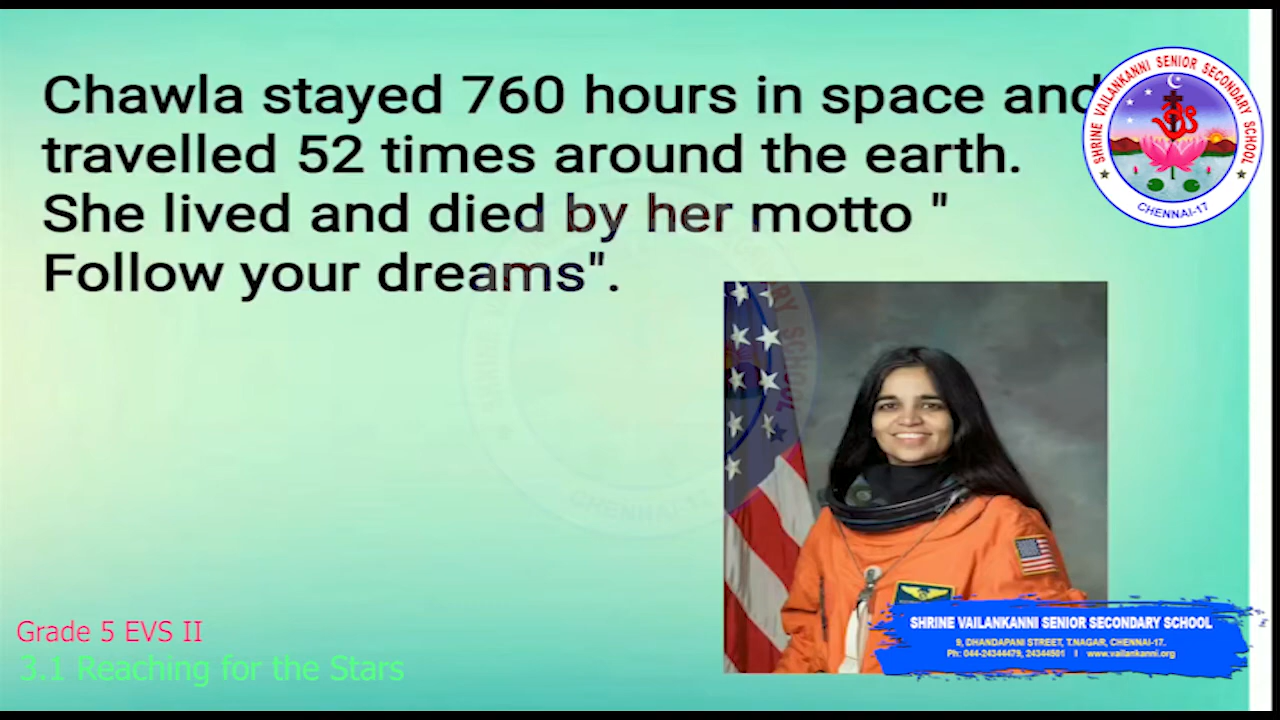 Chawla stayed 760 hours in space and
travelled 52 times around the earth.
She lived and died by her motto "
Follow your dreams".
SHRINE VAILANKANNI SENIOR SECONDARY SCHOOL
CHENNAI-17
Grade 5 EVS II
3.1 Reaching for the Stars
SHRINE VAILANKANNI SENIOR SECONDARY SCHOOL
9, DHANDAPANI STREET, T.NAGAR, CHENNAI-17.
Ph: 044-24344479, 24344501 I www.vailankanni.org